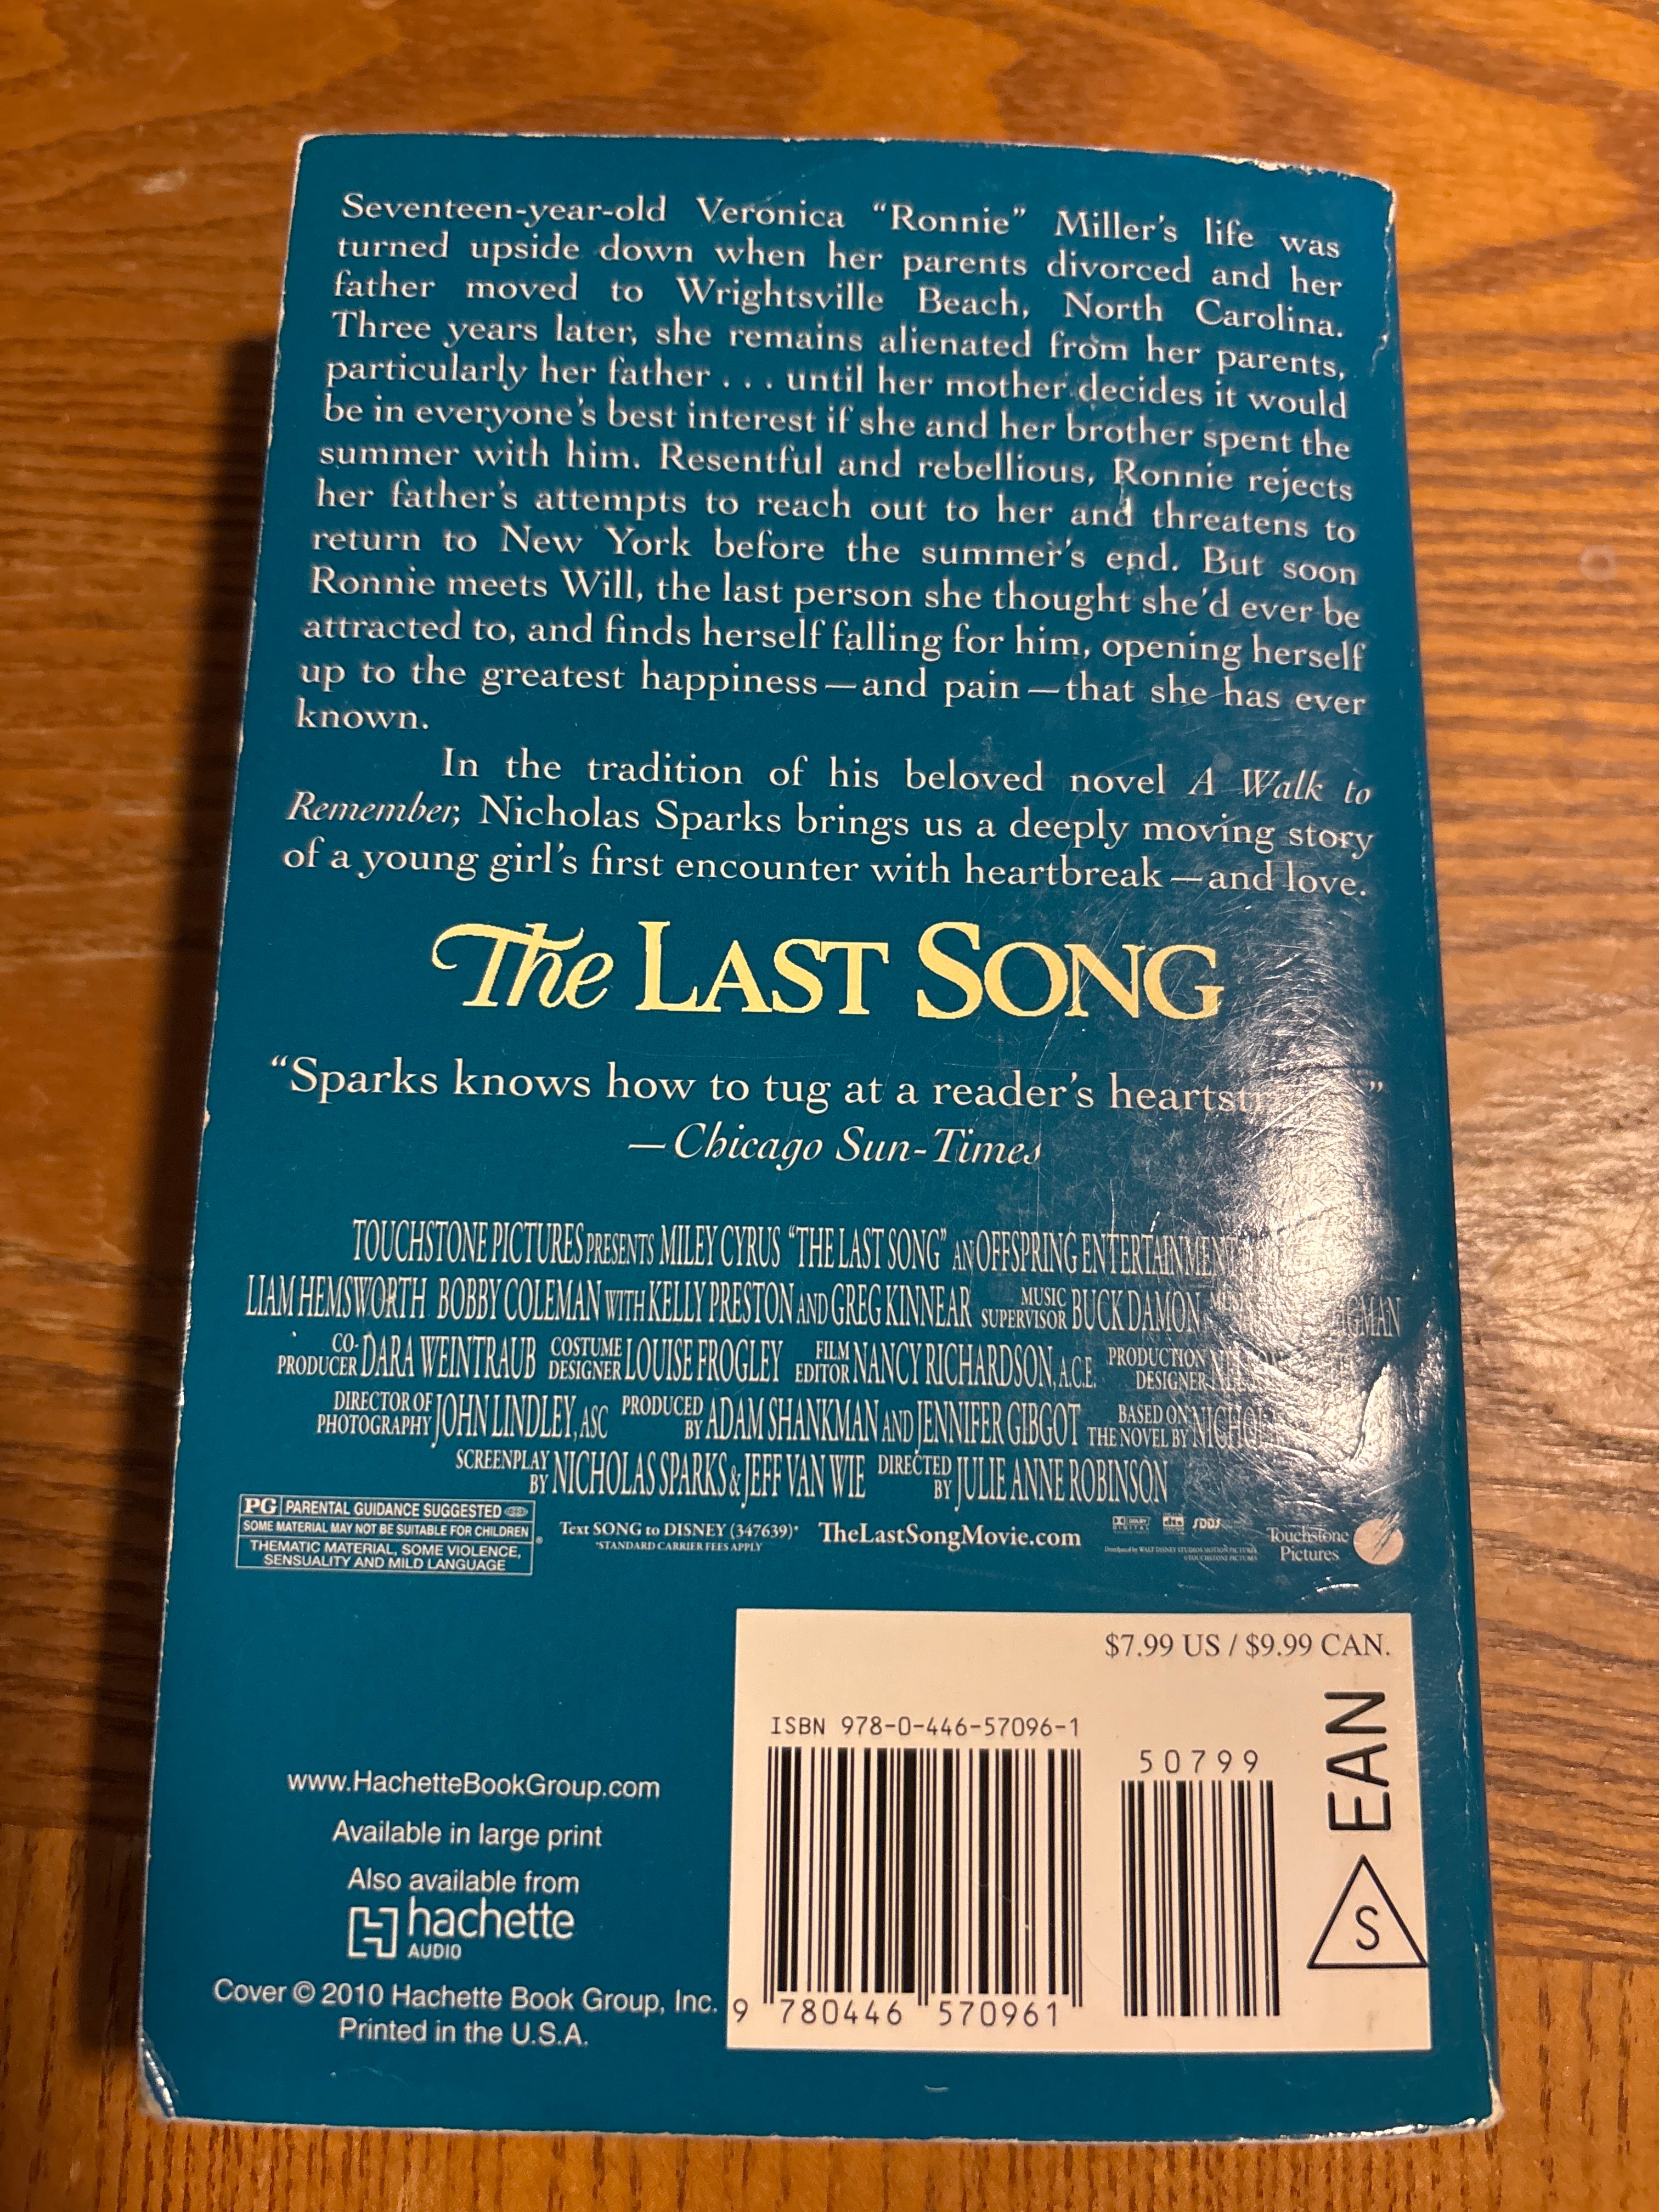 Seventeen-year-old Veronica “Ronnie” Miller’s life was
turned upside down when her parents divorced and her
father moved to Wrightsville Beach, North Carolina.
Three years later, she remains alienated from her parents,
particularly her father . . . until her mother decides it would
be in everyone’s best interest if she and her brother spent the
summer with him. Resentful and rebellious, Ronnie rejects
her father’s attempts to reach out to her and threatens to
return to New York before the summer’s end. But soon
Ronnie meets Will, the last person she thought she’d ever be
attracted to, and finds herself falling for him, opening herself
up to the greatest happiness—and pain—that she has ever
known.
In the tradition of his beloved novel A Walk to
Remember, Nicholas Sparks brings us a deeply moving story
of a young girl’s first encounter with heartbreak—and love.
The LAST SONG
“Sparks knows how to tug at a reader’s
—Chicago Sun-Times
TOUCHSTONE PICTURES PRESENTS MILEY CYRUS “THE LAST SONG” AN OFFSPRING ENTERTAINMENT
LIAM HEMSWORTH BOBBY COLEMAN WITH KELLY PRESTON AND GREG KINNEAR MUSIC SUPERVISOR BUCK DAMON
CO-PRODUCER DARA WEINTRAUB COSTUME DESIGNER LOUISE FROGLEY FILM EDITOR NANCY RICHARDSON, A.C.E. PRODUCTION DESIGNER
DIRECTOR OF PHOTOGRAPHY JOHN LINDLEY, ASC PRODUCED BY ADAM SHANKMAN AND JENNIFER GIBGOT BASED ON THE NOVEL BY
SCREENPLAY BY NICHOLAS SPARKS & JEFF VAN WIE DIRECTED BY JULIE ANNE ROBINSON
PG PARENTAL GUIDANCE SUGGESTED
SOME MATERIAL MAY NOT BE SUITABLE FOR CHILDREN ®
THEMATIC MATERIAL, SOME VIOLENCE,
SENSUALITY AND MILD LANGUAGE
Text SONG to DISNEY (347639)*
*STANDARD CARRIER FEES APPLY
TheLastSongMovie.com
DOLBY DIGITAL dts SDDS
Distributed by WALT DISNEY STUDIOS MOTION PICTURES
©TOUCHSTONE PICTURES
Touchstone
Pictures
$7.99 US / $9.99 CAN.
ISBN 978-0-446-57096-1
50799
9 780446 570961
EAN
S
www.HachetteBookGroup.com
Available in large print
Also available from
hachette
AUDIO
Cover © 2010 Hachette Book Group, Inc.
Printed in the U.S.A.